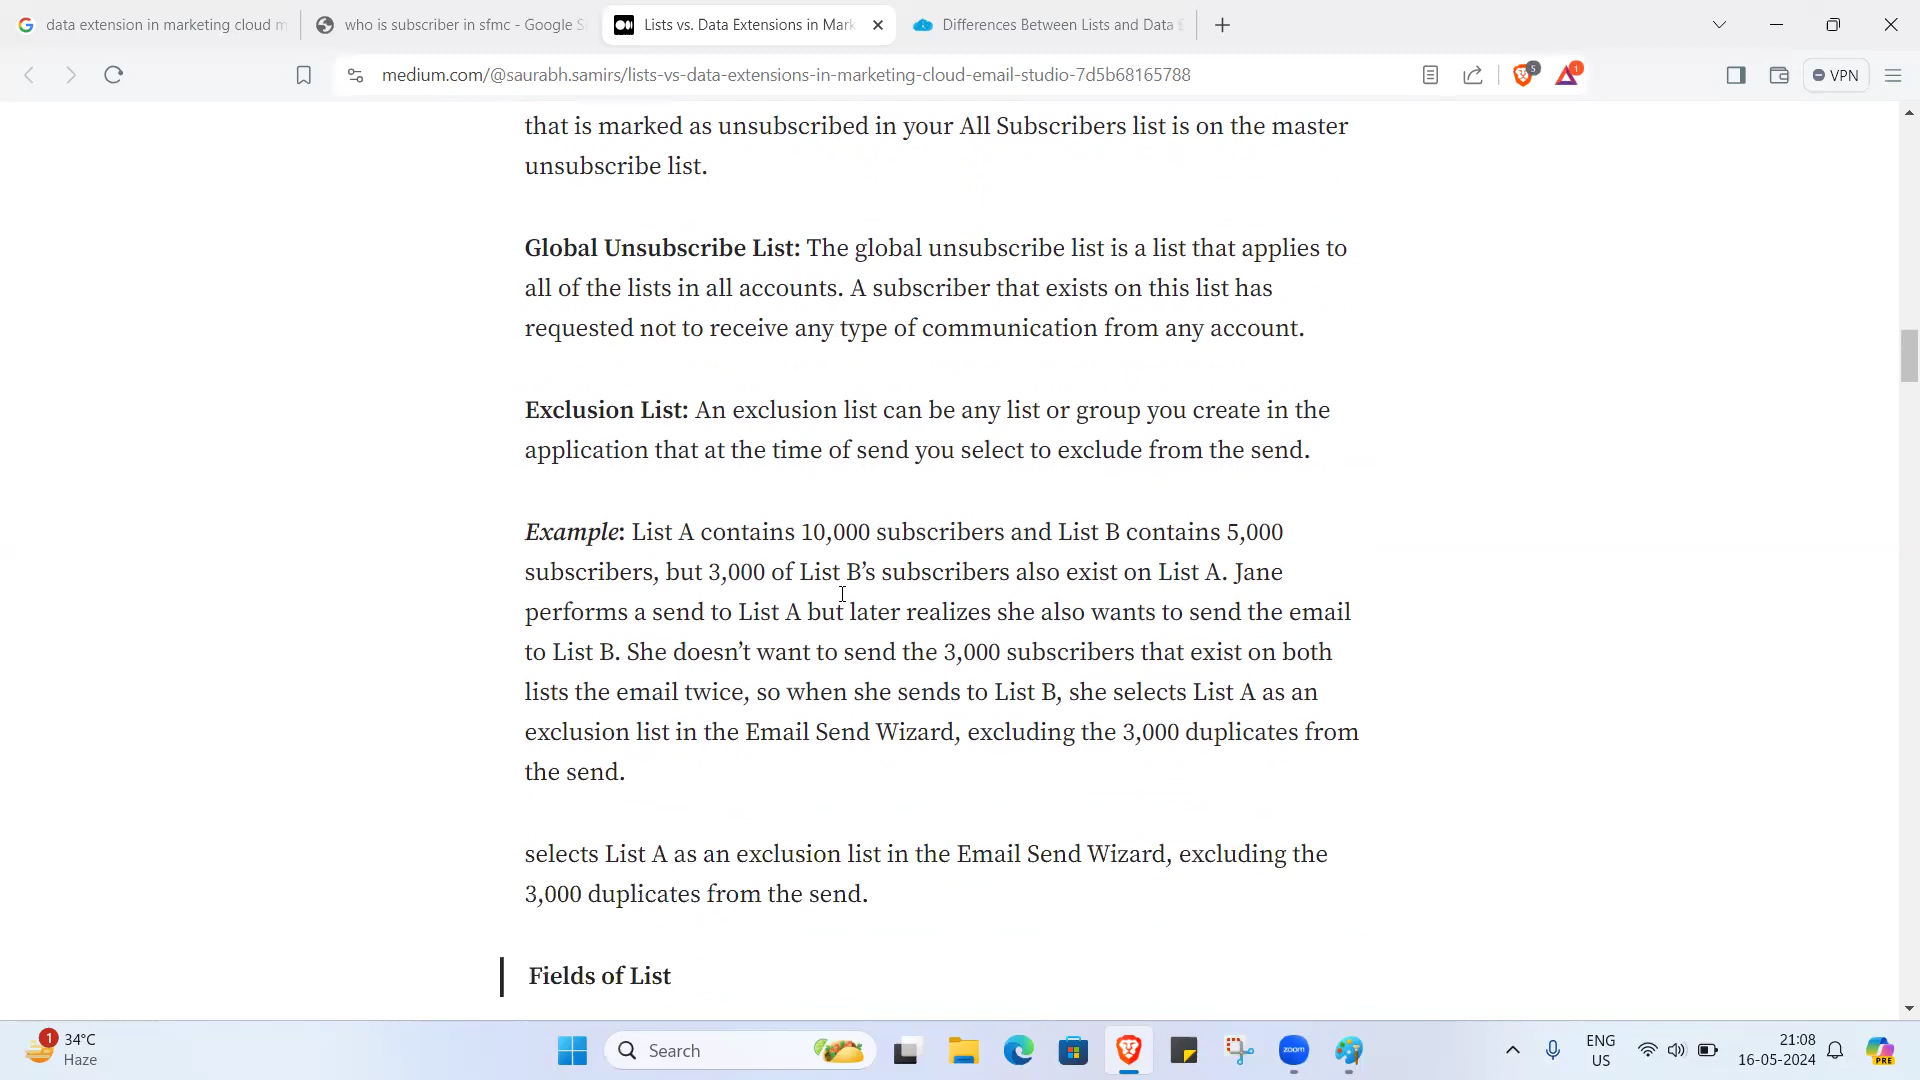 data extension in marketing cloud m
who is subscriber in sfmc - Google S
Lists vs. Data Extensions in Mark
Differences Between Lists and Data E
medium.com/@saurabh.samirs/lists-vs-data-extensions-in-marketing-cloud-email-studio-7d5b68165788
5
1
VPN
that is marked as unsubscribed in your All Subscribers list is on the master
unsubscribe list.
Global Unsubscribe List: The global unsubscribe list is a list that applies to
all of the lists in all accounts. A subscriber that exists on this list has
requested not to receive any type of communication from any account.
Exclusion List: An exclusion list can be any list or group you create in the
application that at the time of send you select to exclude from the send.
Example: List A contains 10,000 subscribers and List B contains 5,000
subscribers, but 3,000 of List B’s subscribers also exist on List A. Jane
performs a send to List A but later realizes she also wants to send the email
to List B. She doesn’t want to send the 3,000 subscribers that exist on both
lists the email twice, so when she sends to List B, she selects List A as an
exclusion list in the Email Send Wizard, excluding the 3,000 duplicates from
the send.
selects List A as an exclusion list in the Email Send Wizard, excluding the
3,000 duplicates from the send.
Fields of List
1
34°C
Haze
Search
zoom
ENG
US
21:08
16-05-2024
PRE